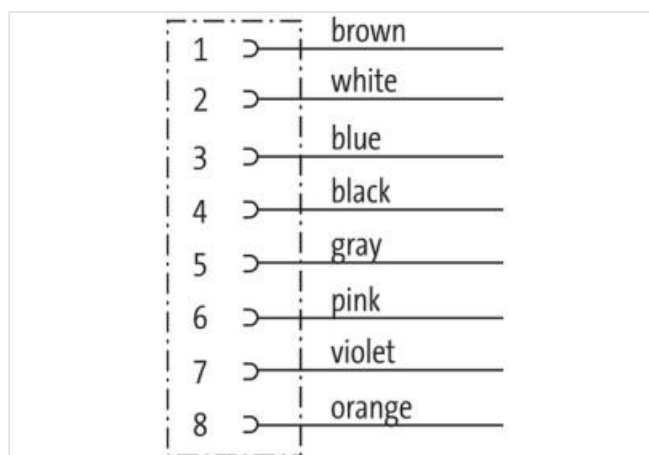 1 brown
2 white
3 blue
4 black
5 gray
6 pink
7 violet
8 orange